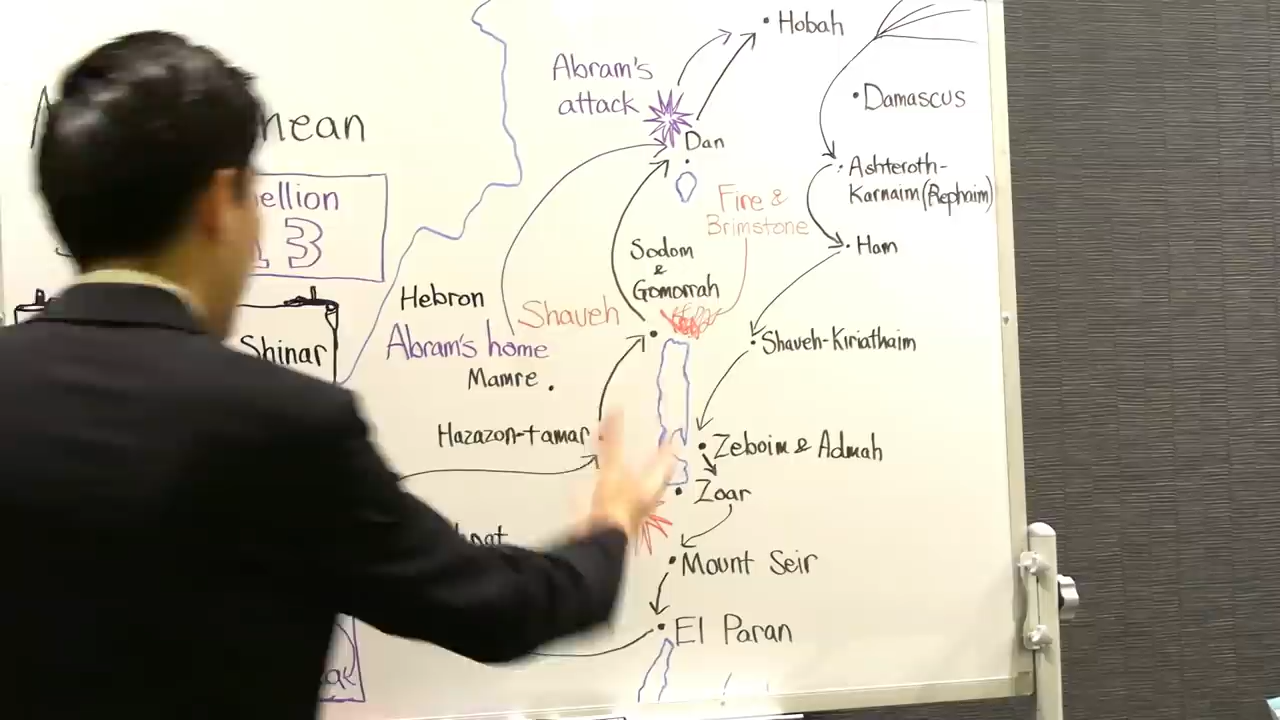 Hobah
Abram's
attack
Damascus
Dan
Ashteroth-
Karnaim (Rephaim)
Fire &
Brimstone
13
Ham
Sodom
&
Gomorrah
Hebron
Shaveh
Abram's home
Shinar
Shaveh-Kiriathaim
Mamre
Hazazon-tamar
Zeboim & Admah
Zoar
Mount Seir
El Paran